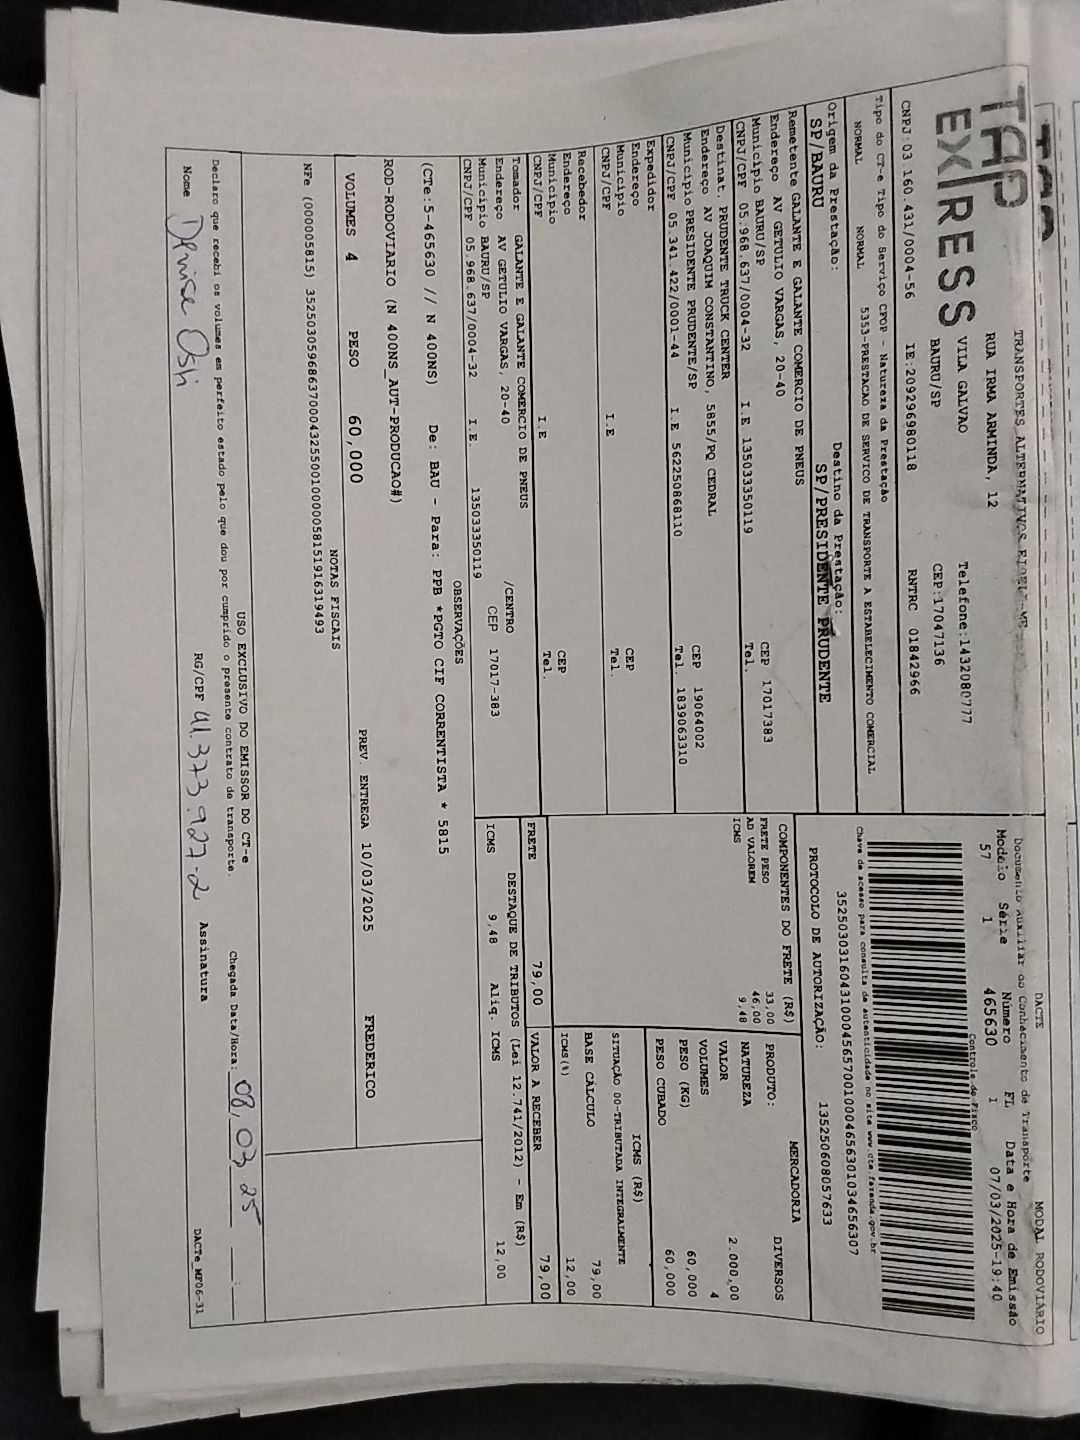 TAP
EXPRESS
TRANSPORTES ALTERNATIVOS EIRELI-ME
RUA IRMA ARMINDA, 12 Telefone:1432080777
VILA GALVAO CEP:17047136
BAURU/SP
CNPJ:03.160.431/0004-56 IE:209296980118 RNTRC 01842966
DACTE MODAL RODOVIÁRIO
Documento Auxiliar do Conhecimento de Transporte
Modelo Série Número FL Data e Hora de Emissão
57 1 465630 1 07/03/2025-19:40
Controle do Fisco
Chave de acesso para consulta de autenticidade no site www.cte.fazenda.gov.br
35250303160431000456570010004656301034656307
PROTOCOLO DE AUTORIZAÇÃO: 135250608057633
Tipo do CT-e Tipo do Serviço CFOP - Natureza da Prestação
NORMAL NORMAL 5353-PRESTACAO DE SERVICO DE TRANSPORTE A ESTABELECIMENTO COMERCIAL
Origem da Prestação: Destino da Prestação:
SP/BAURU SP/PRESIDENTE PRUDENTE
Remetente GALANTE E GALANTE COMERCIO DE PNEUS
Endereço AV GETULIO VARGAS, 20-40
Município BAURU/SP CEP 17017383
CNPJ/CPF 05.968.637/0004-32 I.E 135033350119 Tel.
Destinat. PRUDENTE TRUCK CENTER
Endereço AV JOAQUIM CONSTANTINO, 5855/PQ CEDRAL
Município PRESIDENTE PRUDENTE/SP CEP 19064002
CNPJ/CPF 05.341.422/0001-44 I.E 562250868110 Tel. 1839063310
Expedidor
Endereço
Município CEP
CNPJ/CPF I.E Tel.
Recebedor
Endereço
Município CEP
CNPJ/CPF I.E Tel.
Tomador GALANTE E GALANTE COMERCIO DE PNEUS
Endereço AV GETULIO VARGAS, 20-40 /CENTRO
Município BAURU/SP CEP 17017-383
CNPJ/CPF 05.968.637/0004-32 I.E. 135033350119
COMPONENTES DO FRETE (R$)
FRETE PESO 33,00
AD VALOREM 46,00
ICMS 9,48
MERCADORIA
PRODUTO: DIVERSOS
NATUREZA
VALOR 2.000,00
VOLUMES 4
PESO (KG) 60,000
PESO CUBADO 60,000
ICMS (R$)
SITUAÇÃO 00-TRIBUTADA INTEGRALMENTE
BASE CÁLCULO 79,00
ICMS(%) 12,00
FRETE 79,00 VALOR A RECEBER 79,00
DESTAQUE DE TRIBUTOS (Lei 12.741/2012) - Em (R$)
ICMS 9,48 Aliq. ICMS 12,00
OBSERVAÇÕES
(CTe:5-465630 // N 400NS) De: BAU - Para: PPB *PGTO CIF CORRENTISTA * 5815
ROD-RODOVIARIO (N 400NS_AUT-PRODUCAO#)
VOLUMES 4 PESO 60,000 PREV. ENTREGA 10/03/2025 FREDERICO
NOTAS FISCAIS
NFe (000005815) 35250305968637000432550010000058151916319493
USO EXCLUSIVO DO EMISSOR DO CT-e
Declaro que recebi os volumes em perfeito estado pelo que dou por cumprido o presente contrato de transporte. Chegada Data/Hora: 08/03/25 __:__
Nome Denise RG/CPF 41.373.927-2 Assinatura
DACTe_MF06-31